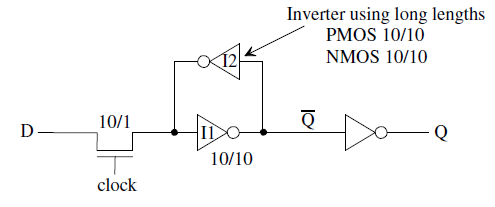 Inverter using long lengths
PMOS 10/10
NMOS 10/10
I2
10/1
Q
D
I1
Q
10/10
clock